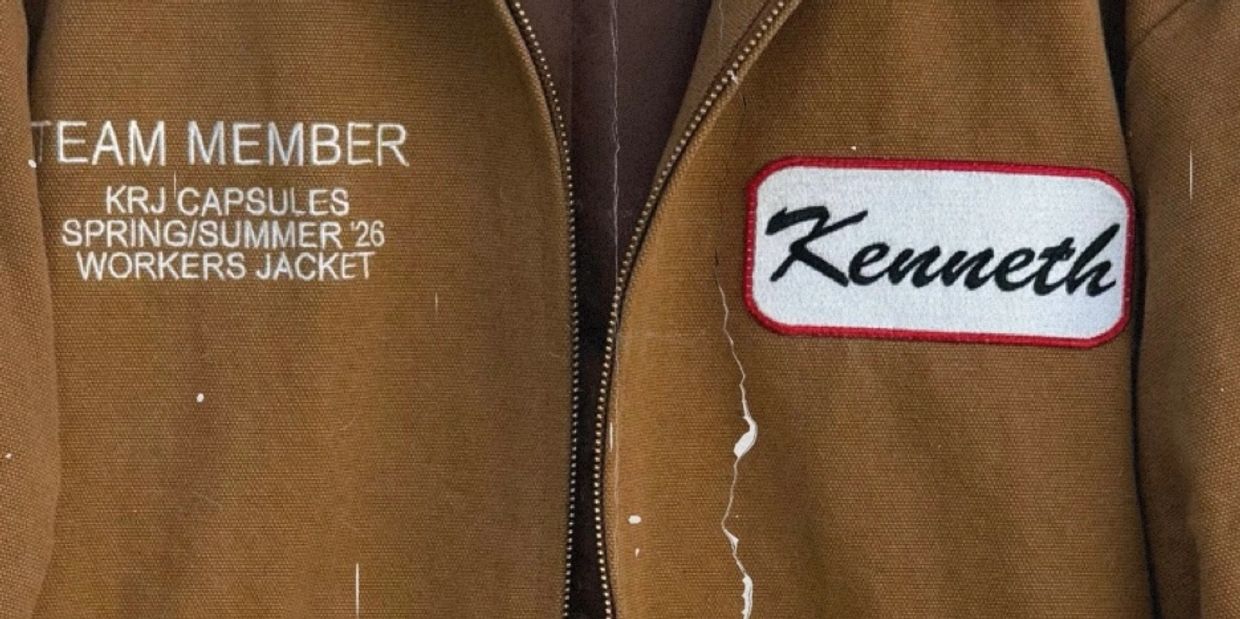 TEAM MEMBER
KRJ CAPSULES
SPRING/SUMMER '26
WORKERS JACKET
Kenneth